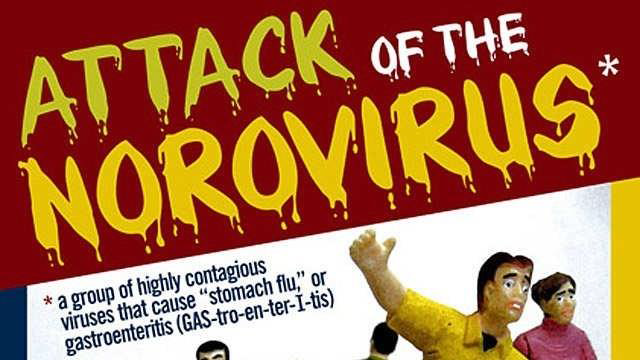 ATTACK OF THE
NOROVIRUS*
* a group of highly contagious
viruses that cause "stomach flu," or
gastroenteritis (GAS-tro-en-ter-I-tis)